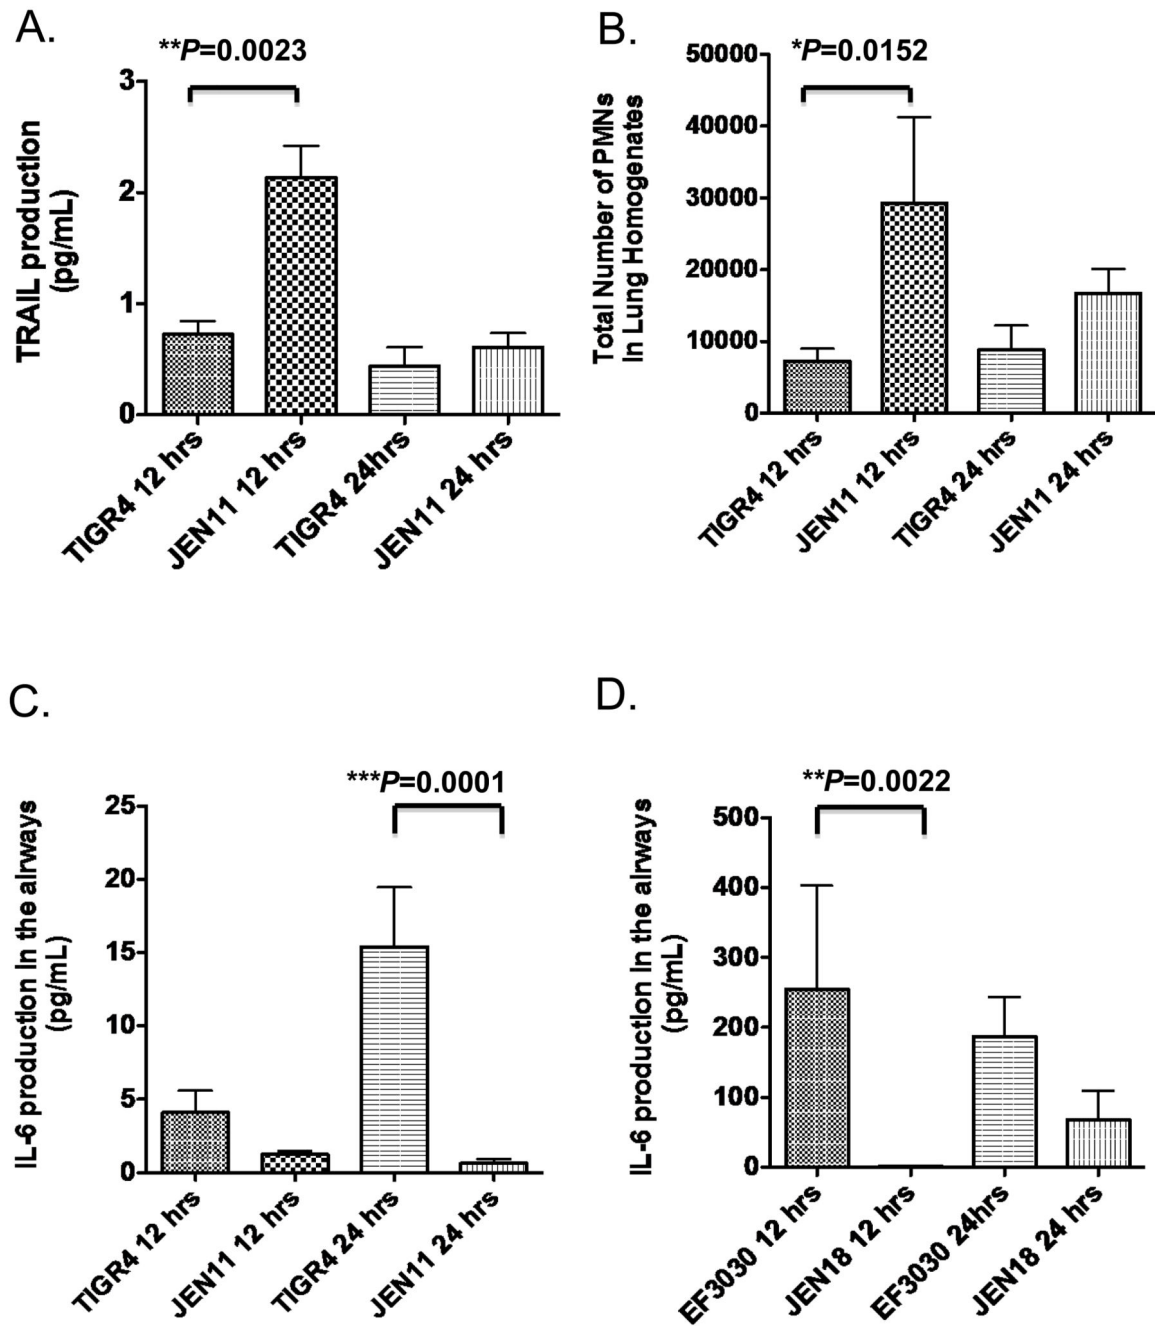 A.
**P=0.0023
TRAIL production
(pg/mL)
3
2
1
0
TIGR4 12 hrs
JEN11 12 hrs
TIGR4 24hrs
JEN11 24 hrs
B.
*P=0.0152
Total Number of PMNs
In Lung Homogenates
50000
40000
30000
20000
10000
0
TIGR4 12 hrs
JEN11 12 hrs
TIGR4 24 hrs
JEN11 24 hrs
C.
***P=0.0001
IL-6 production in the airways
(pg/mL)
25
20
15
10
5
0
TIGR4 12 hrs
JEN11 12 hrs
TIGR4 24 hrs
JEN11 24 hrs
D.
**P=0.0022
IL-6 production in the airways
(pg/mL)
500
400
300
200
100
0
EF3030 12 hrs
JEN18 12 hrs
EF3030 24hrs
JEN18 24 hrs